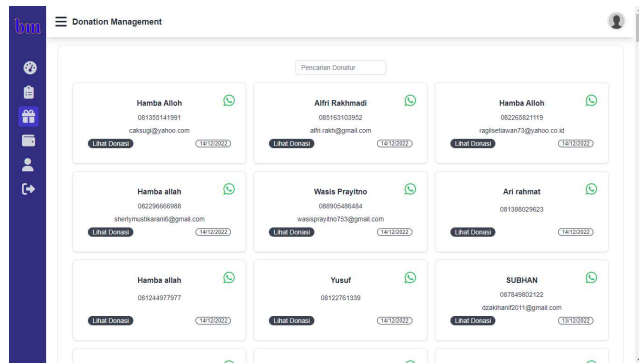 bm
Donation Management
Pencarian Donatur
Hamba Alloh
081355141991
caksugi@yahoo.com
Lihat Donasi
14/12/2022
Alfri Rakhmadi
085163103952
alfri.rakh@gmail.com
Lihat Donasi
14/12/2022
Hamba Alloh
082265821119
ragilsetiawan73@yahoo.co.id
Lihat Donasi
14/12/2022
Hamba allah
082296666988
sherlymustikarani6@gmail.com
Lihat Donasi
14/12/2022
Wasis Prayitno
088905486484
wasisprayitno753@gmail.com
Lihat Donasi
14/12/2022
Ari rahmat
081388029623
Lihat Donasi
14/12/2022
Hamba allah
081244977977
Lihat Donasi
14/12/2022
Yusuf
08122761339
Lihat Donasi
14/12/2022
SUBHAN
087849802122
dzakihanif2011@gmail.com
Lihat Donasi
13/12/2022